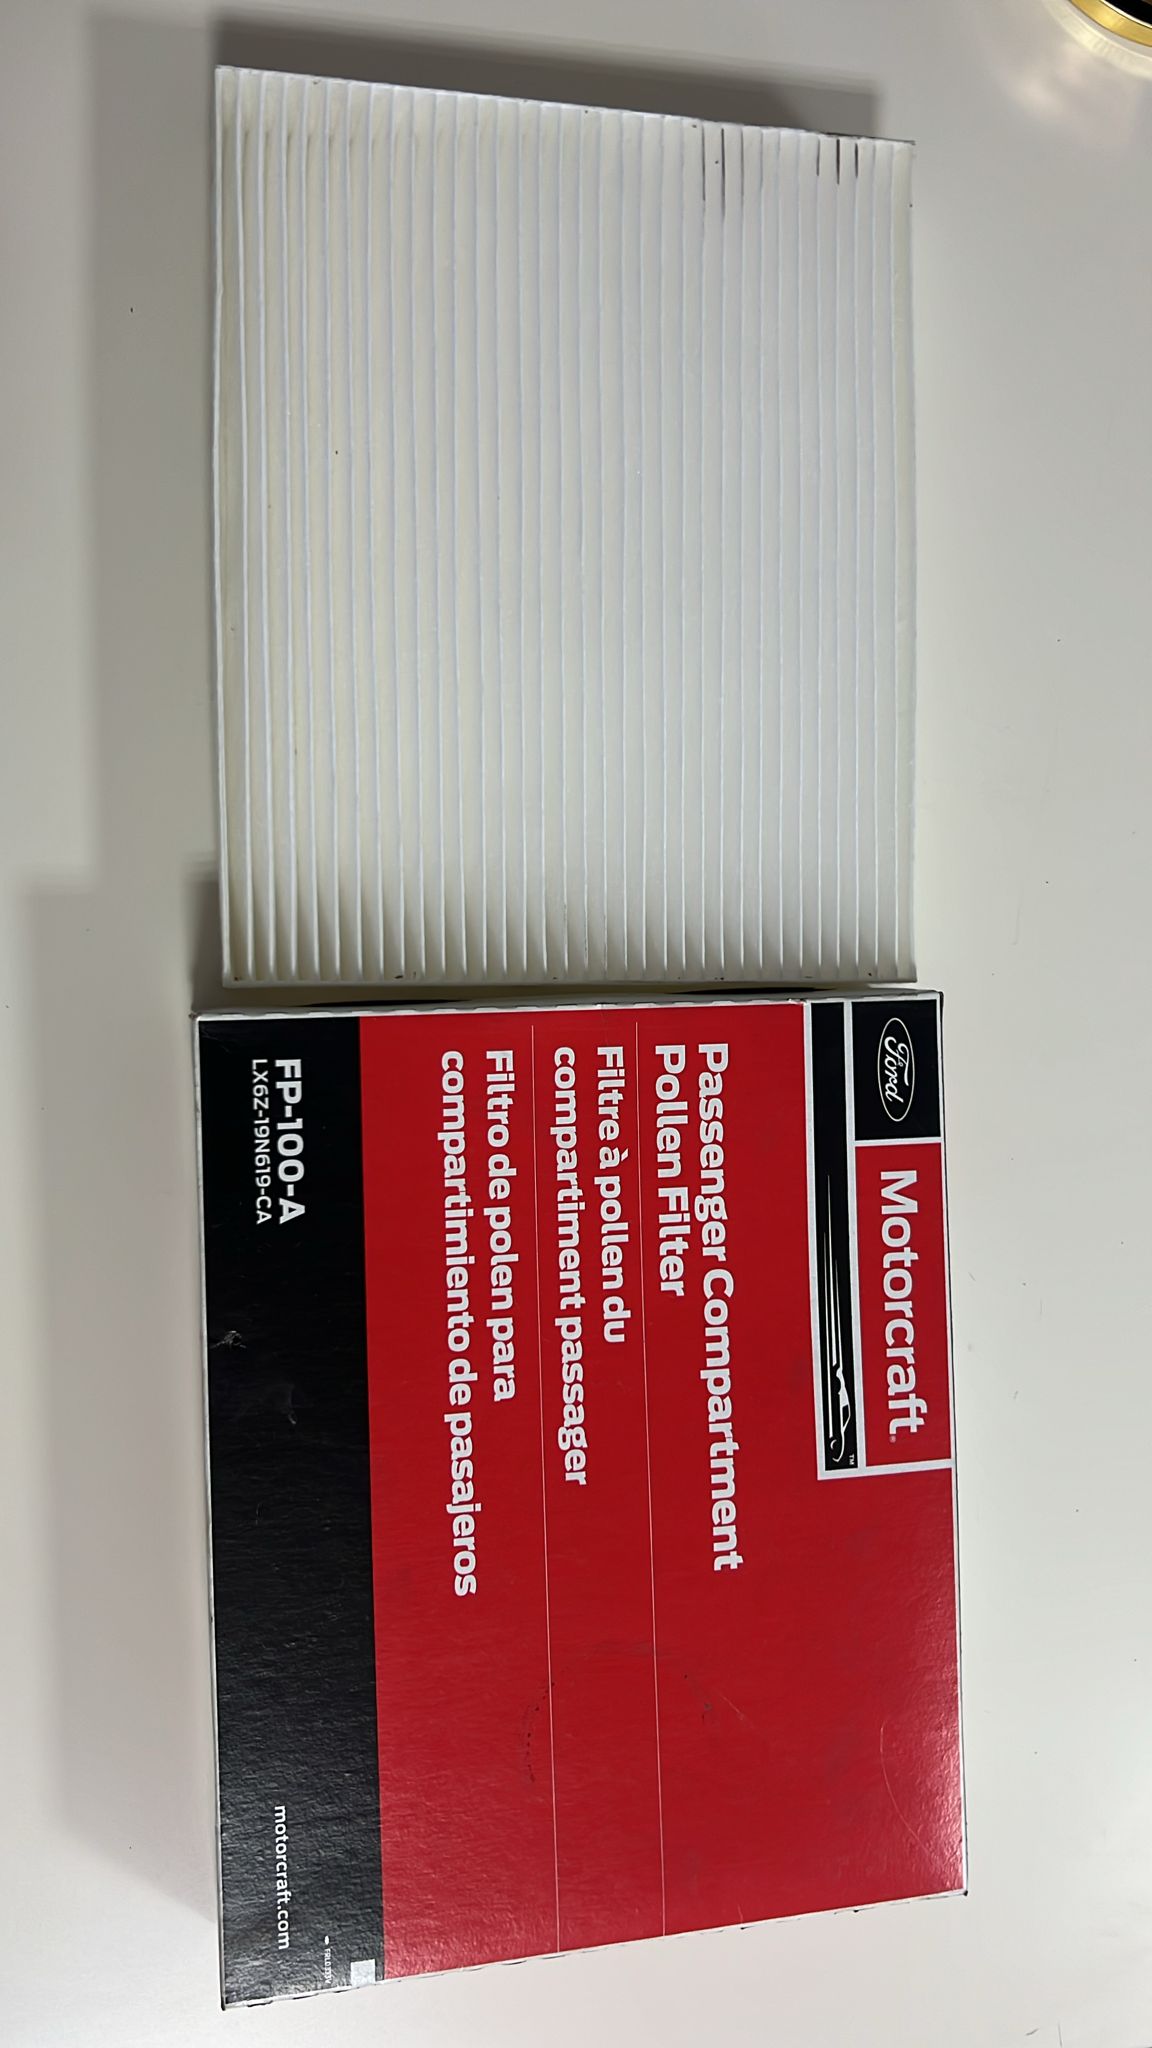 Ford
Motorcraft®
TM
Passenger Compartment
Pollen Filter
Filtre à pollen du
compartiment passager
Filtro de polen para
compartimiento de pasajeros
FP-100-A
LX6Z-19N619-CA
motorcraft.com